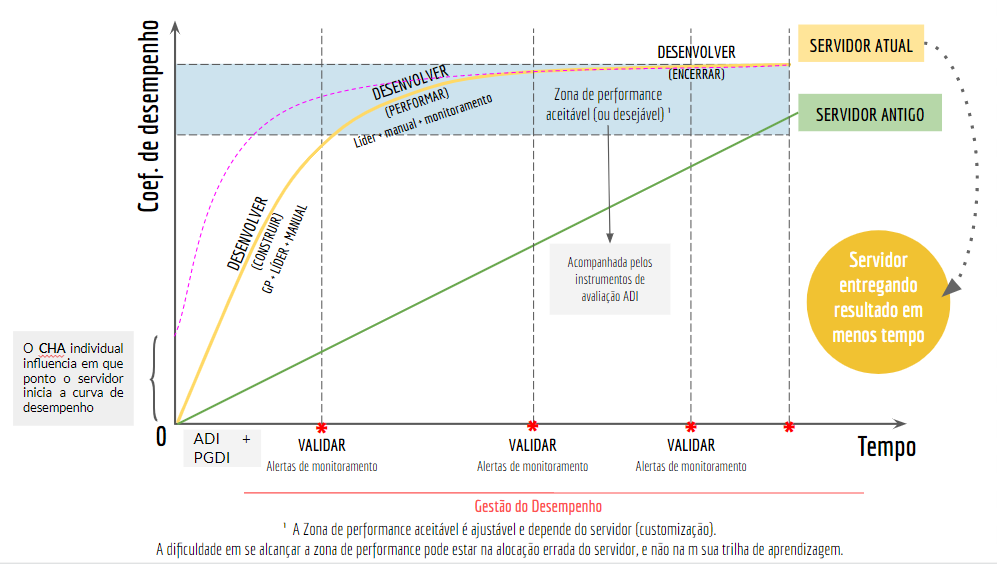 Coef. de desempenho
DESENVOLVER
(ENCERRAR)
SERVIDOR ATUAL
DESENVOLVER
(PERFORMAR)
Líder + manual + monitoramento
Zona de performance
aceitável (ou desejável) ¹
SERVIDOR ANTIGO
DESENVOLVER
(CONSTRUIR)
GP + LÍDER + MANUAL
Acompanhada pelos
instrumentos de
avaliação ADI
Servidor
entregando
resultado em
menos tempo
O CHA individual
influencia em que
ponto o servidor
inicia a curva de
desempenho
0
ADI +
PGDI
* * * *
VALIDAR
Alertas de monitoramento
VALIDAR
Alertas de monitoramento
VALIDAR
Alertas de monitoramento
Tempo
Gestão do Desempenho
¹ A Zona de performance aceitável é ajustável e depende do servidor (customização).
A dificuldade em se alcançar a zona de performance pode estar na alocação errada do servidor, e não na m sua trilha de aprendizagem.